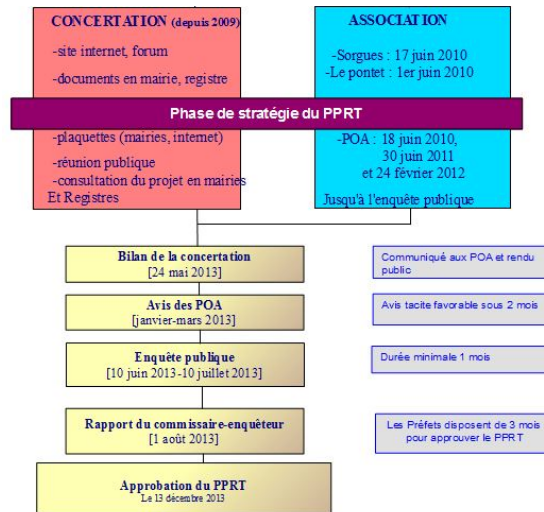 CONCERTATION (depuis 2009)
-site internet, forum
-documents en mairie, registre
ASSOCIATION
-Sorgues : 17 juin 2010
-Le pontet : 1er juin 2010
Phase de stratégie du PPRT
-plaquettes (mairies, internet)
-réunion publique
-consultation du projet en mairies
Et Registres
-POA : 18 juin 2010,
30 juin 2011
et 24 février 2012
Jusqu'à l'enquête publique
Bilan de la concertation
[24 mai 2013]
Communiqué aux POA et rendu
public
Avis des POA
[janvier-mars 2013]
Avis tacite favorable sous 2 mois
Enquête publique
[10 juin 2013-10 juillet 2013]
Durée minimale 1 mois
Rapport du commissaire-enquêteur
[1 août 2013]
Les Préfets disposent de 3 mois
pour approuver le PPRT
Approbation du PPRT
Le 13 décembre 2013